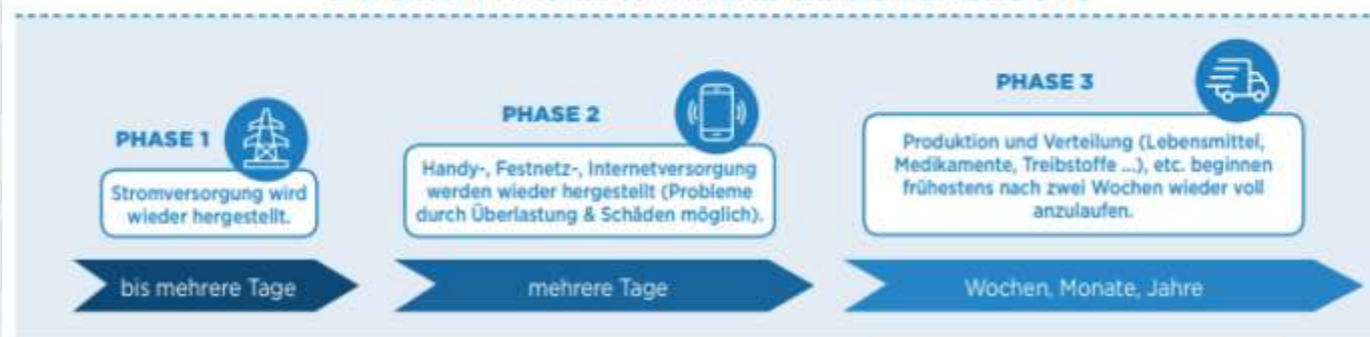 PHASE 1
Stromversorgung wird
wieder hergestellt.
bis mehrere Tage
PHASE 2
Handy-, Festnetz-, Internetversorgung
werden wieder hergestellt (Probleme
durch Überlastung & Schäden möglich).
mehrere Tage
PHASE 3
Produktion und Verteilung (Lebensmittel,
Medikamente, Treibstoffe ...), etc. beginnen
frühestens nach zwei Wochen wieder voll
anzulaufen.
Wochen, Monate, Jahre